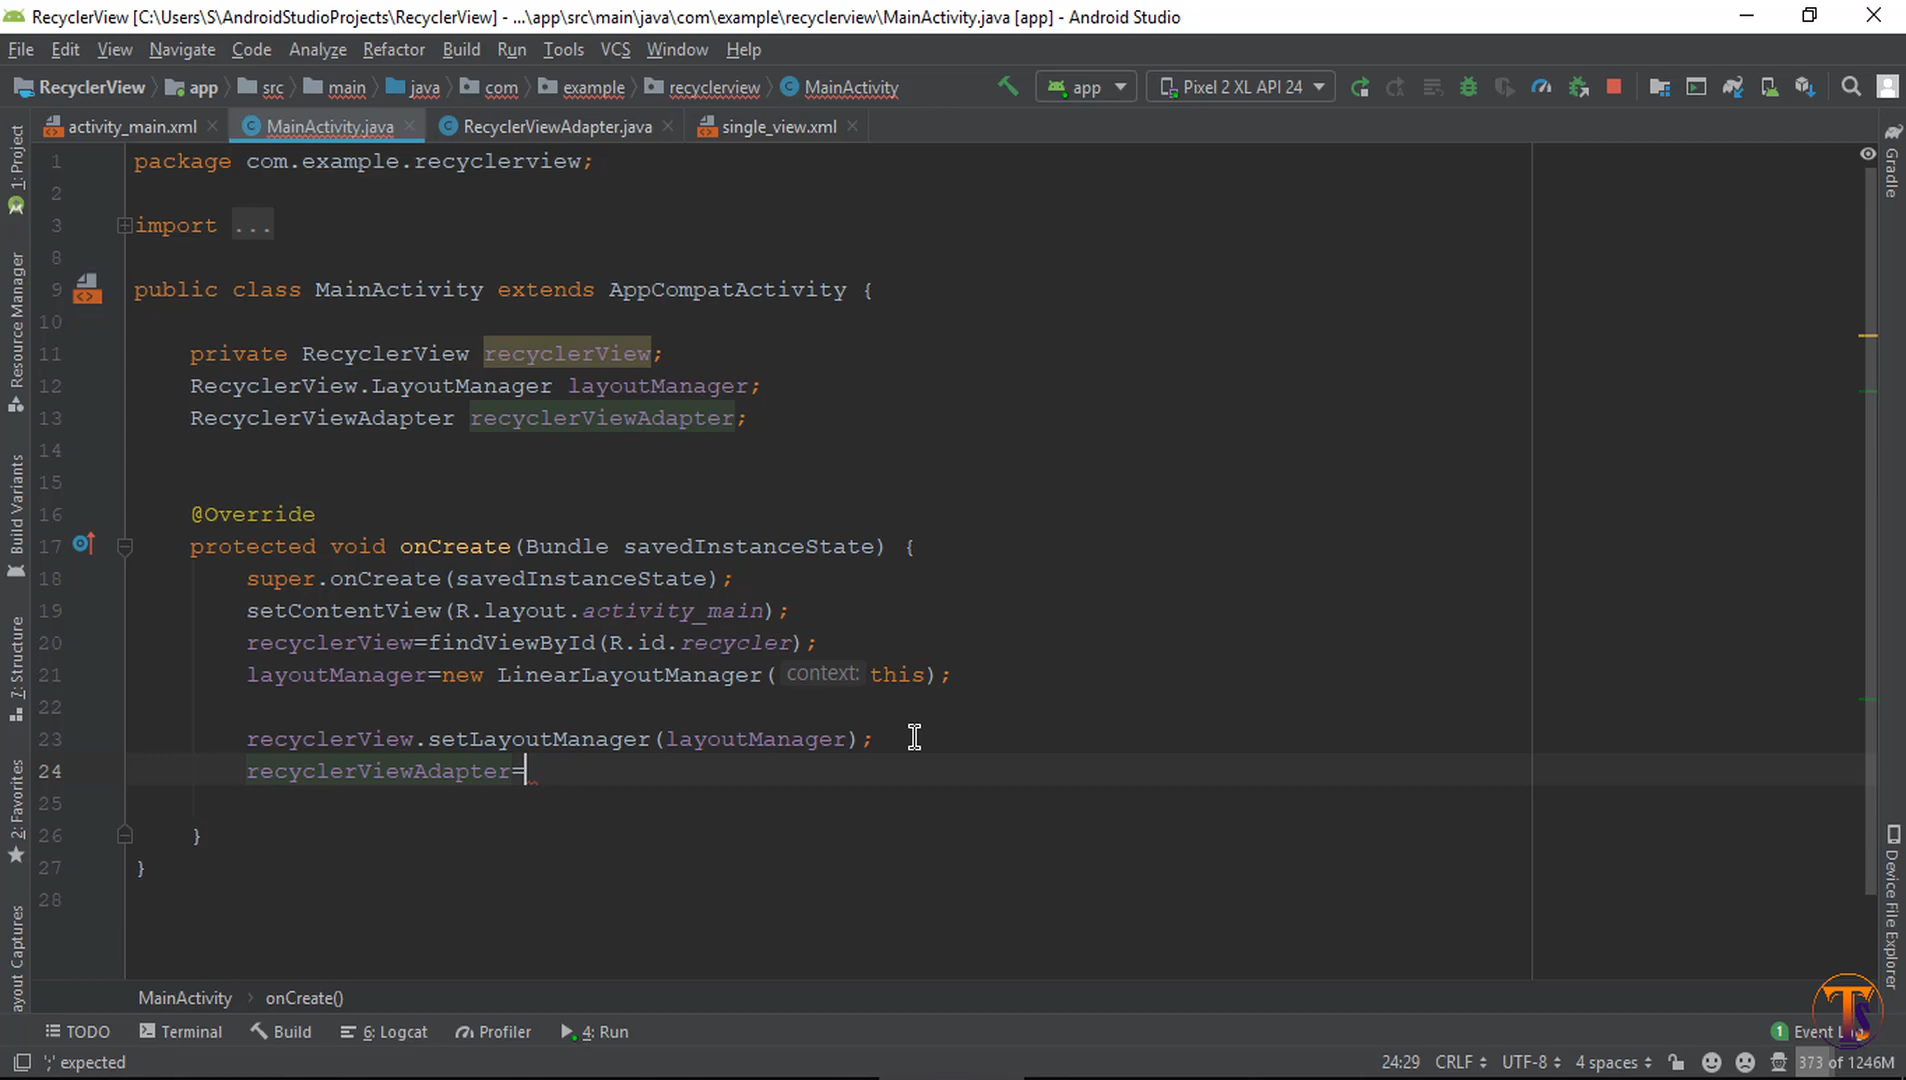 RecyclerView [C:\Users\S\AndroidStudioProjects\RecyclerView] - ...\app\src\main\java\com\example\recyclerview\MainActivity.java [app] - Android Studio
File Edit View Navigate Code Analyze Refactor Build Run Tools VCS Window Help
RecyclerView app src main java com example recyclerview MainActivity app Pixel 2 XL API 24
activity_main.xml MainActivity.java RecyclerViewAdapter.java single_view.xml
1 package com.example.recyclerview;
2
3 import ...
8
9 public class MainActivity extends AppCompatActivity {
10
11 private RecyclerView recyclerView;
12 RecyclerView.LayoutManager layoutManager;
13 RecyclerViewAdapter recyclerViewAdapter;
14
15
16 @Override
17 protected void onCreate(Bundle savedInstanceState) {
18 super.onCreate(savedInstanceState);
19 setContentView(R.layout.activity_main);
20 recyclerView=findViewById(R.id.recycler);
21 layoutManager=new LinearLayoutManager( context: this);
22
23 recyclerView.setLayoutManager(layoutManager);
24 recyclerViewAdapter=
25
26 }
27 }
28
1: Project
Resource Manager
Build Variants
7: Structure
2: Favorites
ayout Captures
Gradle
Device File Explorer
MainActivity onCreate()
TODO Terminal Build 6: Logcat Profiler 4: Run 1 Event
TS
';' expected 24:29 CRLF UTF-8 4 spaces 373 of 1246M